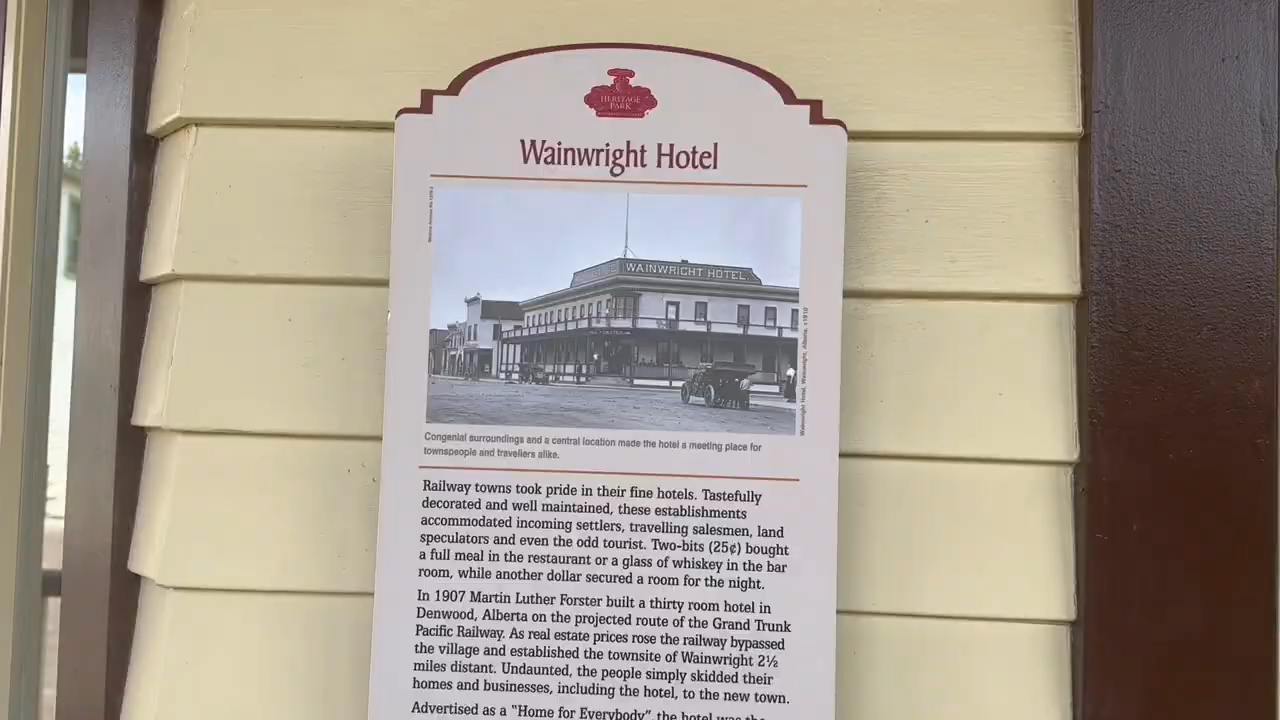 HERITAGE
PARK
Wainwright Hotel
WAINWRIGHT HOTEL
Wainwright Hotel, Wainwright, Alberta, c1910
Congenial surroundings and a central location made the hotel a meeting place for
townspeople and travellers alike.
Railway towns took pride in their fine hotels. Tastefully
decorated and well maintained, these establishments
accommodated incoming settlers, travelling salesmen, land
speculators and even the odd tourist. Two-bits (25¢) bought
a full meal in the restaurant or a glass of whiskey in the bar
room, while another dollar secured a room for the night.
In 1907 Martin Luther Forster built a thirty room hotel in
Denwood, Alberta on the projected route of the Grand Trunk
Pacific Railway. As real estate prices rose the railway bypassed
the village and established the townsite of Wainwright 2½
miles distant. Undaunted, the people simply skidded their
homes and businesses, including the hotel, to the new town.
Advertised as a "Home for Everybody", the hotel was the